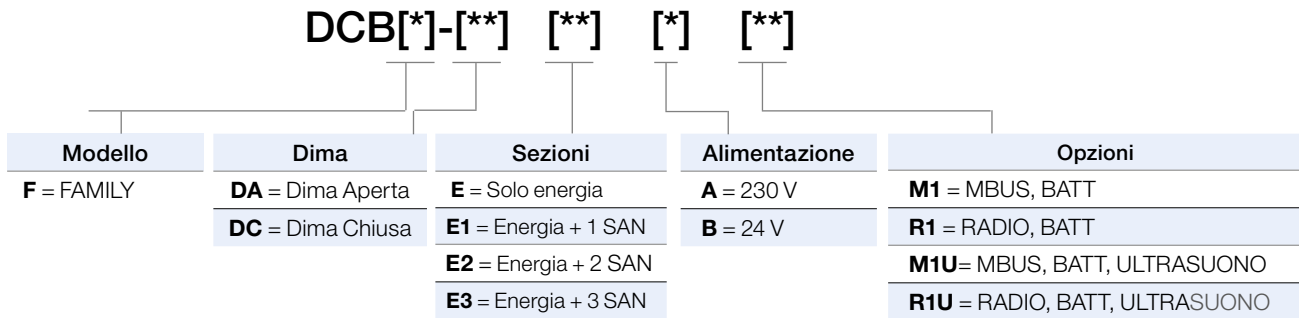 DCB[*]-[**] [**] [*] [**]
Modello Dima Sezioni Alimentazione Opzioni
F = FAMILY DA = Dima Aperta E = Solo energia A = 230 V M1 = MBUS, BATT
DC = Dima Chiusa E1 = Energia + 1 SAN B = 24 V R1 = RADIO, BATT
E2 = Energia + 2 SAN M1U= MBUS, BATT, ULTRASUONO
E3 = Energia + 3 SAN R1U = RADIO, BATT, ULTRASUONO